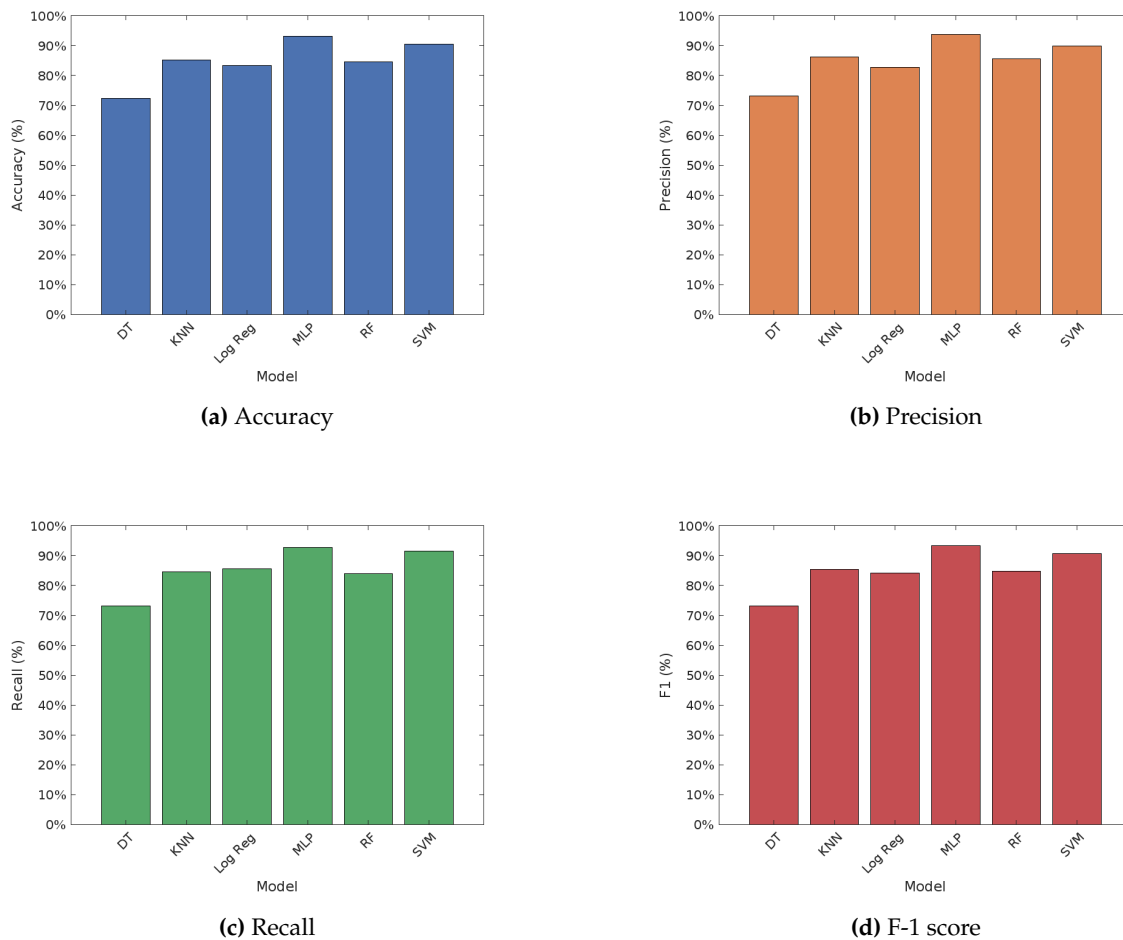 100%
90%
80%
70%
60%
50%
40%
30%
20%
10%
0%
Accuracy (%)
DT KNN Log Reg MLP RF SVM
Model
(a) Accuracy
100%
90%
80%
70%
60%
50%
40%
30%
20%
10%
0%
Precision (%)
DT KNN Log Reg MLP RF SVM
Model
(b) Precision
100%
90%
80%
70%
60%
50%
40%
30%
20%
10%
0%
Recall (%)
DT KNN Log Reg MLP RF SVM
Model
(c) Recall
100%
90%
80%
70%
60%
50%
40%
30%
20%
10%
0%
F1 (%)
DT KNN Log Reg MLP RF SVM
Model
(d) F-1 score